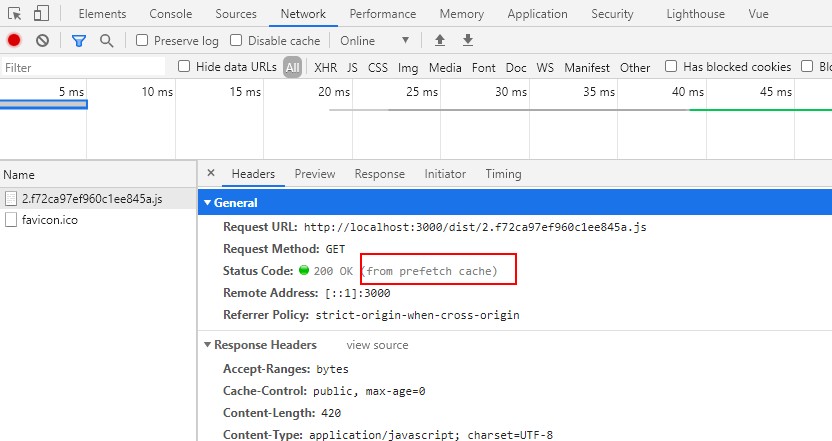 Elements Console Sources Network Performance Memory Application Security Lighthouse Vue
Preserve log Disable cache Online
Filter Hide data URLs All XHR JS CSS Img Media Font Doc WS Manifest Other Has blocked cookies Blo
5 ms 10 ms 15 ms 20 ms 25 ms 30 ms 35 ms 40 ms 45 ms
Name × Headers Preview Response Initiator Timing
2.f72ca97ef960c1ee845a.js
favicon.ico
General
Request URL: http://localhost:3000/dist/2.f72ca97ef960c1ee845a.js
Request Method: GET
Status Code: 200 OK (from prefetch cache)
Remote Address: [::1]:3000
Referrer Policy: strict-origin-when-cross-origin
Response Headers view source
Accept-Ranges: bytes
Cache-Control: public, max-age=0
Content-Length: 420
Content-Type: application/javascript; charset=UTF-8